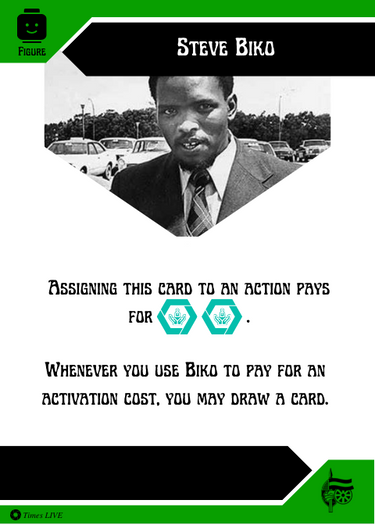 Figure
Steve Biko
Assigning this card to an action pays
for .
Whenever you use Biko to pay for an
activation cost, you may draw a card.
Times LIVE